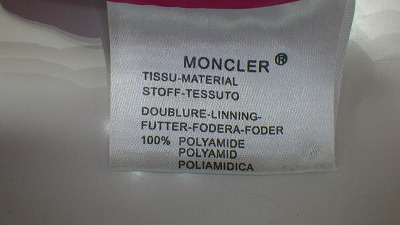 MONCLER®
TISSU-MATERIAL
STOFF-TESSUTO
DOUBLURE-LINNING-
FUTTER-FODERA-FODER
100% POLYAMIDE
POLYAMID
POLIAMIDICA